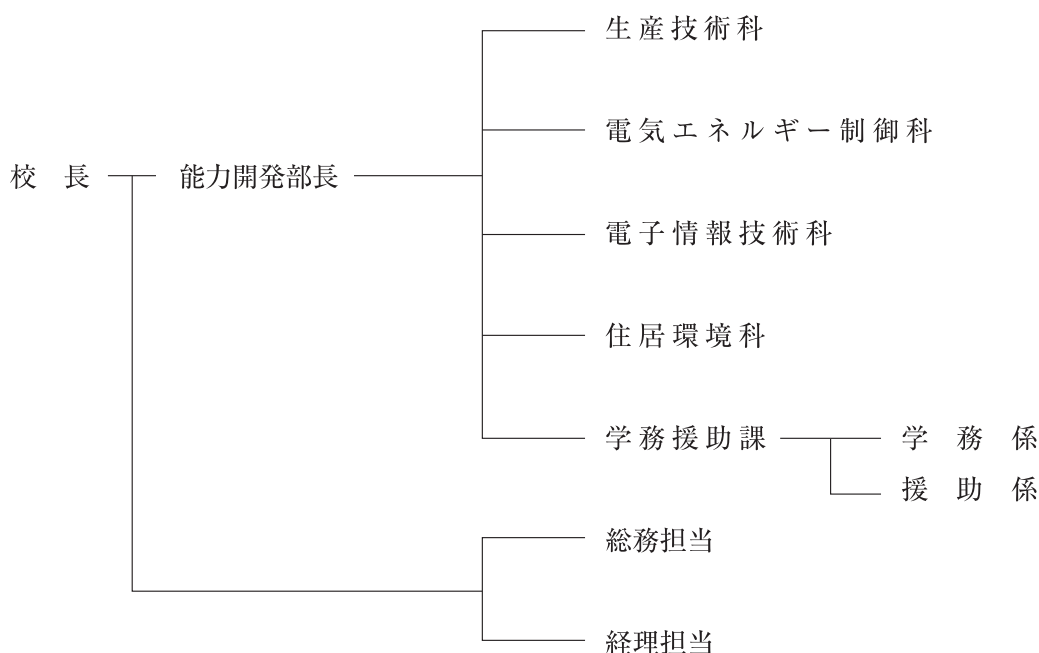 生産技術科
電気エネルギー制御科
校 長
能力開発部長
電子情報技術科
住居環境科
学務援助課
学 務 係
援 助 係
総務担当
経理担当